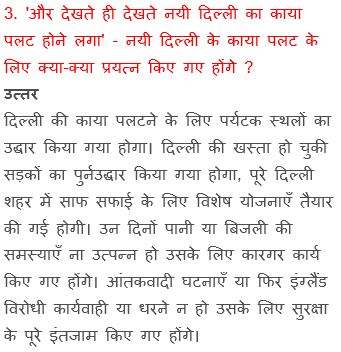 3. 'और देखते ही देखते नयी दिल्ली का काया
पलट होने लगा' - नयी दिल्ली के काया पलट के
लिए क्या-क्या प्रयत्न किए गए होंगे ?
उत्तर
दिल्ली की काया पलटने के लिए पर्यटक स्थलों का
उद्धार किया गया होगा। दिल्ली की खस्ता हो चुकी
सड़कों का पुर्नउद्धार किया गया होगा, पूरे दिल्ली
शहर में साफ सफाई के लिए विशेष योजनाएँ तैयार
की गई होगी। उन दिनों पानी या बिजली की
समस्याएँ ना उत्पन्न हो उसके लिए कारगर कार्य
किए गए होंगे। आंतकवादी घटनाएँ या फिर इंग्लैंड
विरोधी कार्यवाही या धरने न हो उसके लिए सुरक्षा
के पूरे इंतजाम किए गए होंगे।